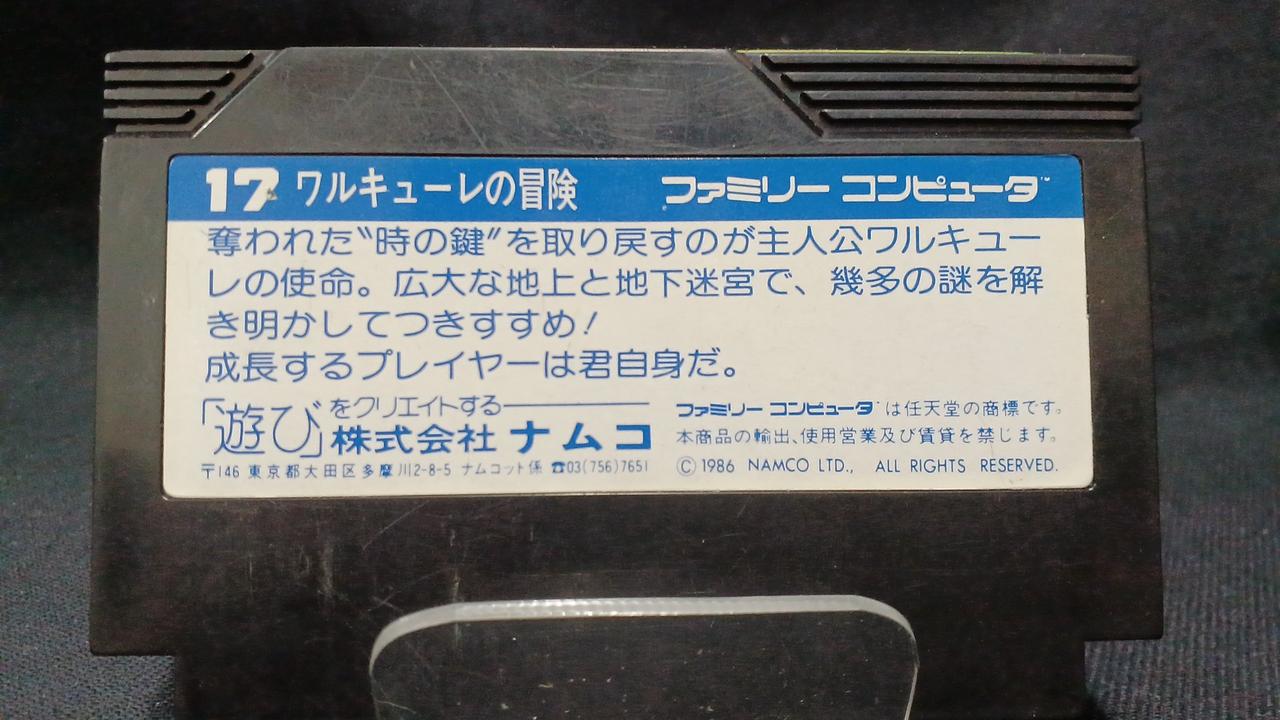 17 ワルキューレの冒険 ファミリー コンピュータ™
奪われた〝時の鍵〟を取り戻すのが主人公ワルキュー
レの使命。広大な地上と地下迷宮で、幾多の謎を解
き明かしてつきすすめ!
成長するプレイヤーは君自身だ。
「遊び」をクリエイトする
株式会社 ナムコ
〒146 東京都大田区多摩川2-8-5 ナムコット係 ☎03(756)7651
ファミリー コンピュータ™は任天堂の商標です。
本商品の輸出、使用営業及び賃貸を禁じます。
Ⓒ1986 NAMCO LTD., ALL RIGHTS RESERVED.